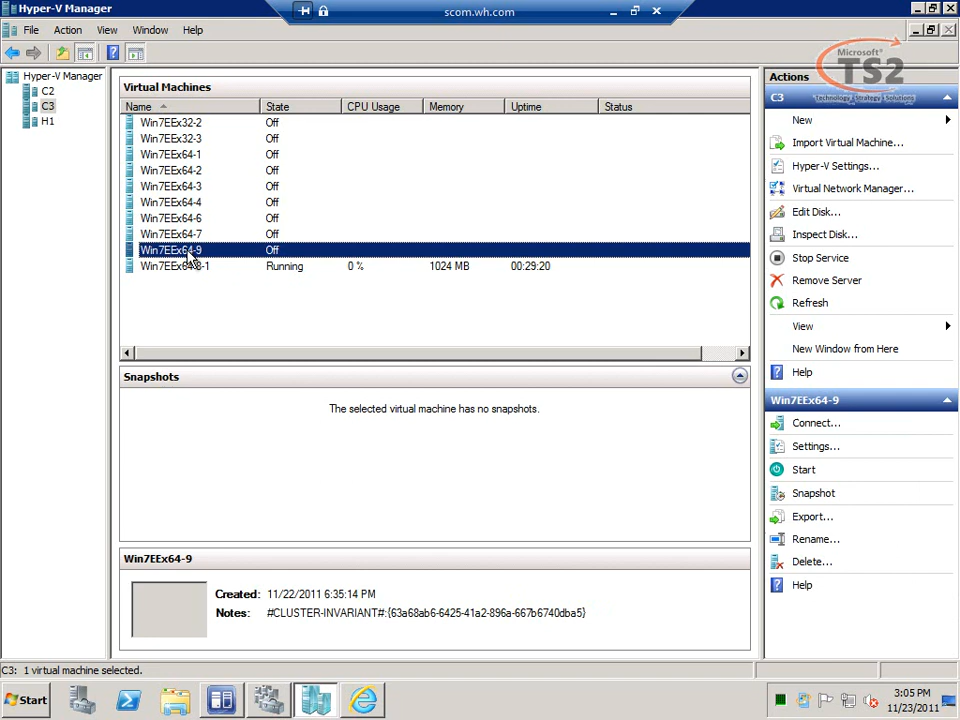 Hyper-V Manager
scom.wh.com
File Action View Window Help
Microsoft®
TS2
Technology | Strategy | Solutions
Hyper-V Manager
C2
C3
H1
Virtual Machines
Name State CPU Usage Memory Uptime Status
Win7EEx32-2 Off
Win7EEx32-3 Off
Win7EEx64-1 Off
Win7EEx64-2 Off
Win7EEx64-3 Off
Win7EEx64-4 Off
Win7EEx64-6 Off
Win7EEx64-7 Off
Win7EEx64-9 Off
Running 0 % 1024 MB 00:29:20
Snapshots
The selected virtual machine has no snapshots.
Win7EEx64-9
Created: 11/22/2011 6:35:14 PM
Notes: #CLUSTER-INVARIANT#:{63a68ab6-6425-41a2-896a-667b6740dba5}
Actions
C3
New
Import Virtual Machine...
Hyper-V Settings...
Virtual Network Manager...
Edit Disk...
Inspect Disk...
Stop Service
Remove Server
Refresh
View
New Window from Here
Help
Win7EEx64-9
Connect...
Settings...
Start
Snapshot
Export...
Rename...
Delete...
Help
C3: 1 virtual machine selected.
Start
3:05 PM
11/23/2011